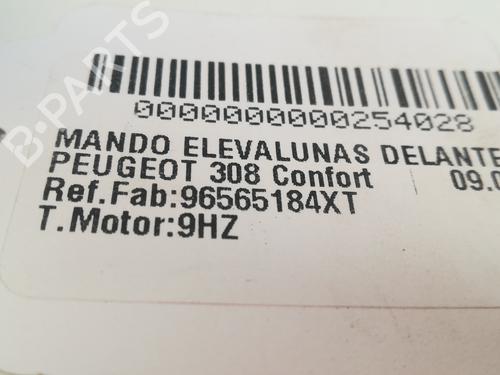 0000000000254028
MANDO ELEVALUNAS DELANTE
PEUGEOT 308 Confort 09.0
Ref.Fab:96565184XT
T.Motor:9HZ
B-PARTS